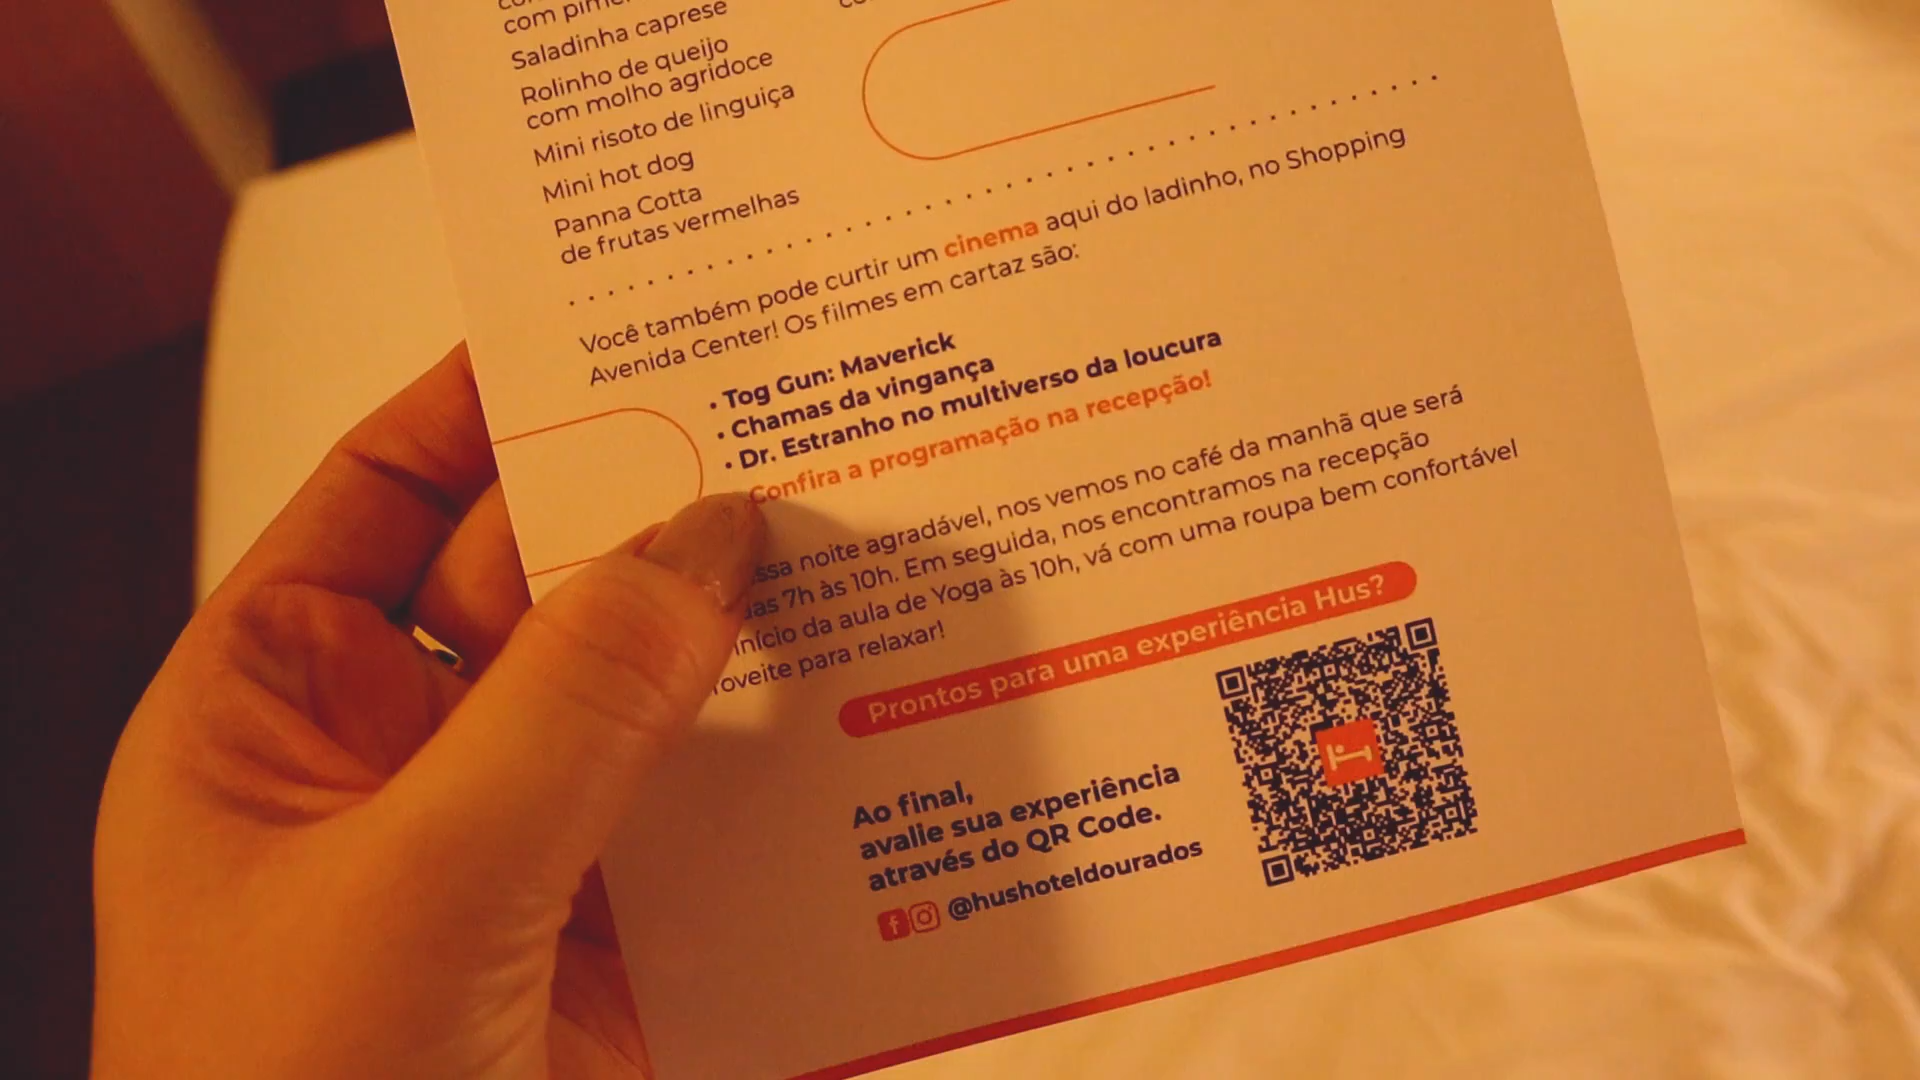 com
Saladinha caprese
Rolinho de queijo
com molho agridoce
Mini risoto de linguiça
Mini hot dog
Panna Cotta
de frutas vermelhas
Você também pode curtir um cinema aqui do ladinho, no Shopping
Avenida Center! Os filmes em cartaz são:
• Tog Gun: Maverick
• Chamas da vingança
• Dr. Estranho no multiverso da loucura
Confira a programação na recepção!
noite agradável, nos vemos no café da manhã que será
das 7h às 10h. Em seguida, nos encontramos na recepção
início da aula de Yoga às 10h, vá com uma roupa bem confortável
para relaxar!
Prontos para uma experiência Hus?
Ao final,
avalie sua experiência
através do QR Code.
@hushoteldourados